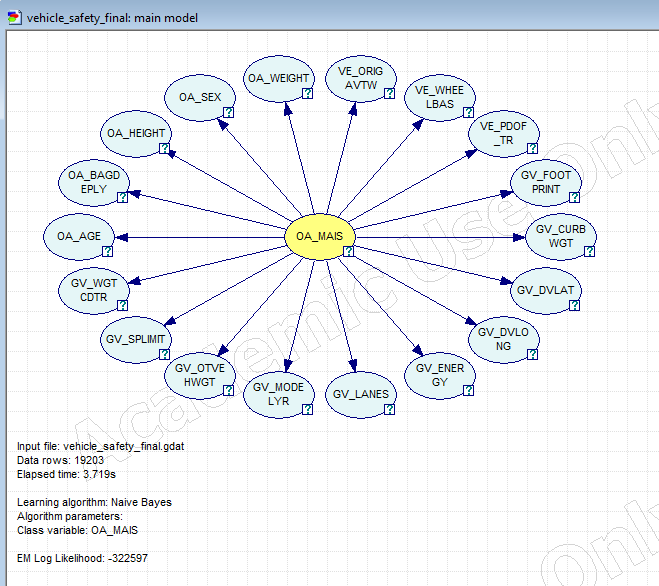 vehicle_safety_final: main model
OA_WEIGHT
VE_ORIG
AVTW
OA_SEX
VE_WHEE
LBAS
OA_HEIGHT
VE_PDOF
_TR
OA_BAGD
EPLY
GV_FOOT
PRINT
OA_AGE
OA_MAIS
GV_CURB
WGT
GV_WGT
CDTR
GV_DVLAT
GV_SPLIMIT
GV_DVLO
NG
GV_OTVE
HWGT
GV_ENER
GY
GV_MODE
LYR
GV_LANES
Academic Use Only
Input file: vehicle_safety_final.gdat
Data rows: 19203
Elapsed time: 3.719s
Learning algorithm: Naive Bayes
Algorithm parameters:
Class variable: OA_MAIS
EM Log Likelihood: -322597
Only